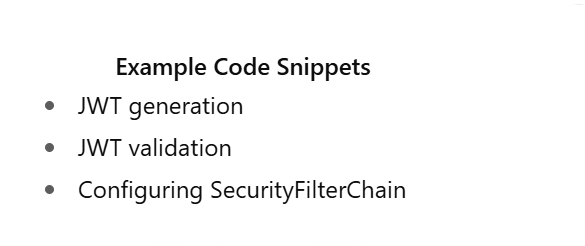 Example Code Snippets
• JWT generation
• JWT validation
• Configuring SecurityFilterChain